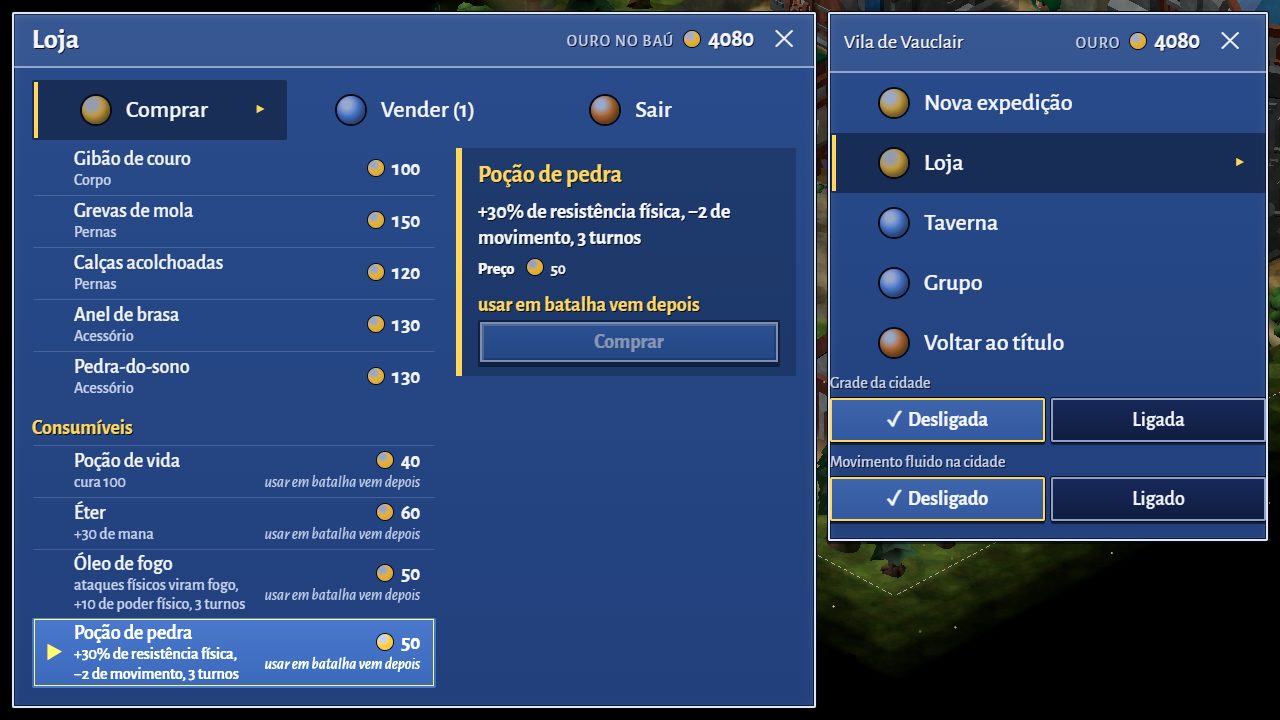 Loja
OURO NO BAÚ 4080
Comprar
Vender (1)
Sair
Gibão de couro
Corpo
100
Grevas de mola
Pernas
150
Calças acolchoadas
Pernas
120
Anel de brasa
Acessório
130
Pedra-do-sono
Acessório
130
Consumíveis
Poção de vida
cura 100
40
usar em batalha vem depois
Éter
+30 de mana
60
usar em batalha vem depois
Óleo de fogo
ataques físicos viram fogo,
+10 de poder físico, 3 turnos
50
usar em batalha vem depois
Poção de pedra
+30% de resistência física,
−2 de movimento, 3 turnos
50
usar em batalha vem depois
Poção de pedra
+30% de resistência física, −2 de
movimento, 3 turnos
Preço 50
usar em batalha vem depois
Comprar
Vila de Vauclair
OURO 4080
Nova expedição
Loja
Taverna
Grupo
Voltar ao título
Grade da cidade
✓ Desligada
Ligada
Movimento fluido na cidade
✓ Desligado
Ligado